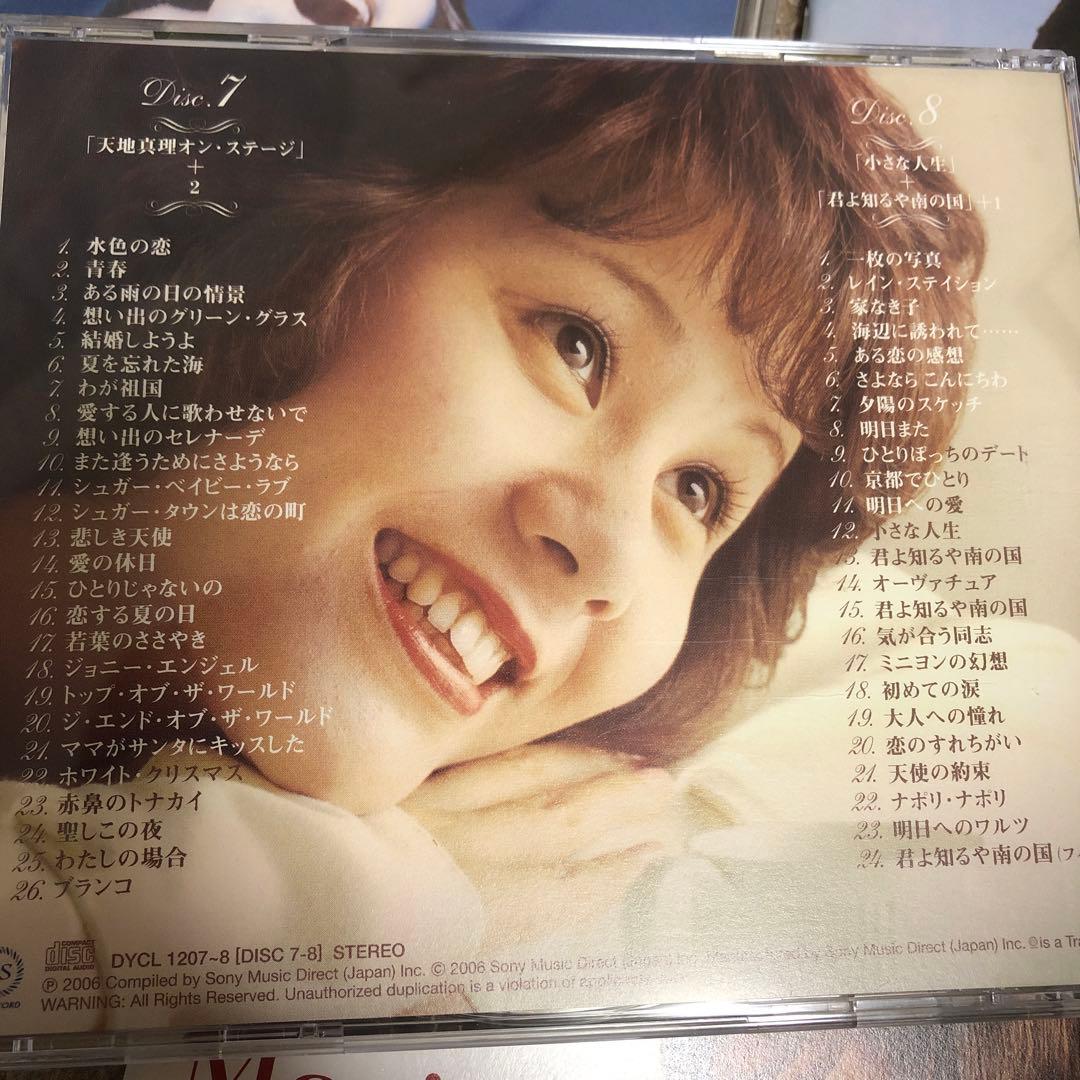 Disc.7
「天地真理オン・ステージ」
+
2
1. 水色の恋
2. 青春
3. ある雨の日の情景
4. 想い出のグリーン・グラス
5. 結婚しようよ
6. 夏を忘れた海
7. わが祖国
8. 愛する人に歌わせないで
9. 想い出のセレナーデ
10. また逢うためにさようなら
11. シュガー・ベイビー・ラブ
12. シュガー・タウンは恋の町
13. 悲しき天使
14. 愛の休日
15. ひとりじゃないの
16. 恋する夏の日
17. 若葉のささやき
18. ジョニー・エンジェル
19. トップ・オブ・ザ・ワールド
20. ジ・エンド・オブ・ザ・ワールド
21. ママがサンタにキッスした
22. ホワイト・クリスマス
23. 赤鼻のトナカイ
24. 聖しこの夜
25. わたしの場合
26. ブランコ
Disc.8
「小さな人生」
+
「君よ知るや南の国」+1
1. 一枚の写真
2. レイン・ステイション
3. 家なき子
4. 海辺に誘われて……
5. ある恋の感想
6. さよなら こんにちわ
7. 夕陽のスケッチ
8. 明日また
9. ひとりぼっちのデート
10. 京都でひとり
11. 明日への愛
12. 小さな人生
13. 君よ知るや南の国
14. オーヴァチュア
15. 君よ知るや南の国
16. 気が合う同志
17. ミニヨンの幻想
18. 初めての涙
19. 大人への憧れ
20. 恋のすれちがい
21. 天使の約束
22. ナポリ・ナポリ
23. 明日へのワルツ
24. 君よ知るや南の国(フィ
COMPACT
disc
DIGITAL AUDIO
DYCL 1207~8 [DISC 7-8] STEREO
℗ 2006 Compiled by Sony Music Direct (Japan) Inc. © 2006 Sony Music Direct (Japan) Inc. by Sony Music Direct (Japan) Inc. is a Tra
WARNING: All Rights Reserved. Unauthorized duplication is a violation of applicable